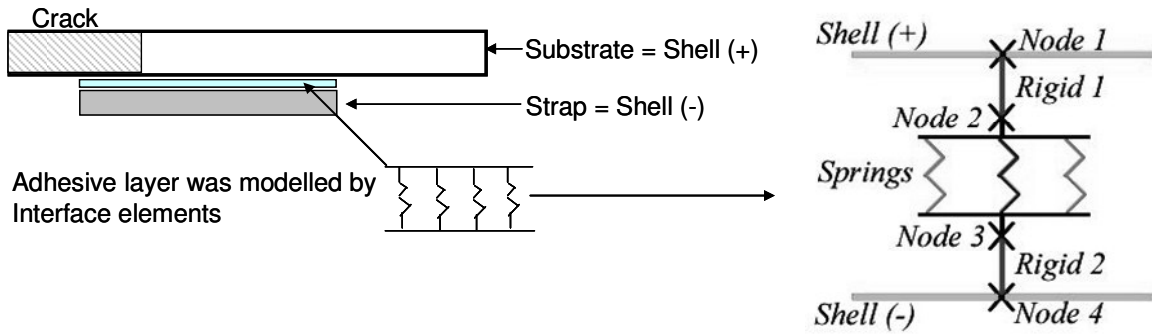 Crack
Substrate = Shell (+)
Strap = Shell (-)
Adhesive layer was modelled by
Interface elements
Shell (+)
Node 1
Rigid 1
Node 2
Springs
Node 3
Rigid 2
Shell (-)
Node 4